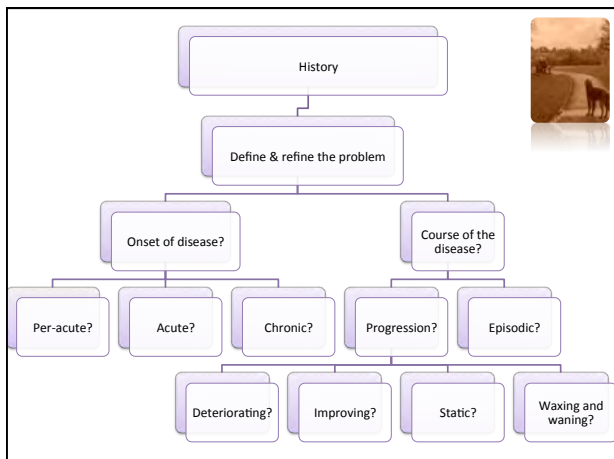 History
Define & refine the problem
Onset of disease?
Course of the
disease?
Per-acute?
Acute?
Chronic?
Progression?
Episodic?
Deteriorating?
Improving?
Static?
Waxing and
waning?